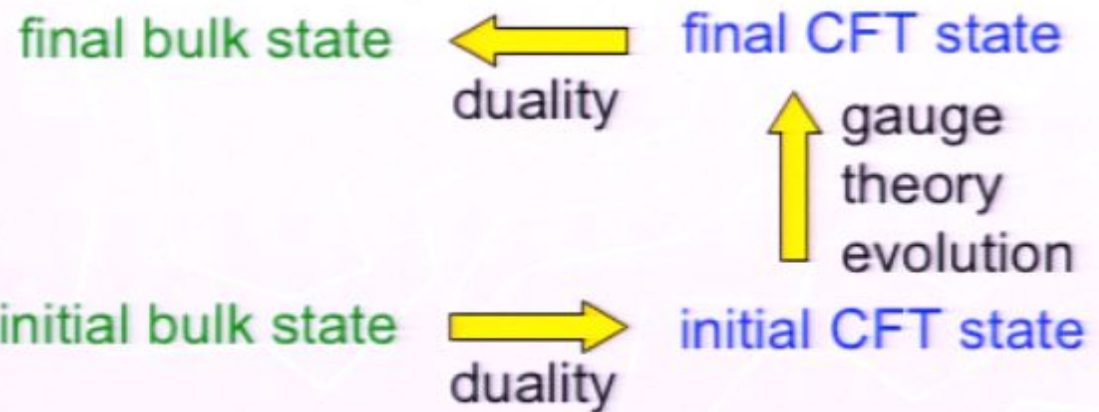 final bulk state
final CFT state
duality
gauge
theory
evolution
initial bulk state
initial CFT state
duality